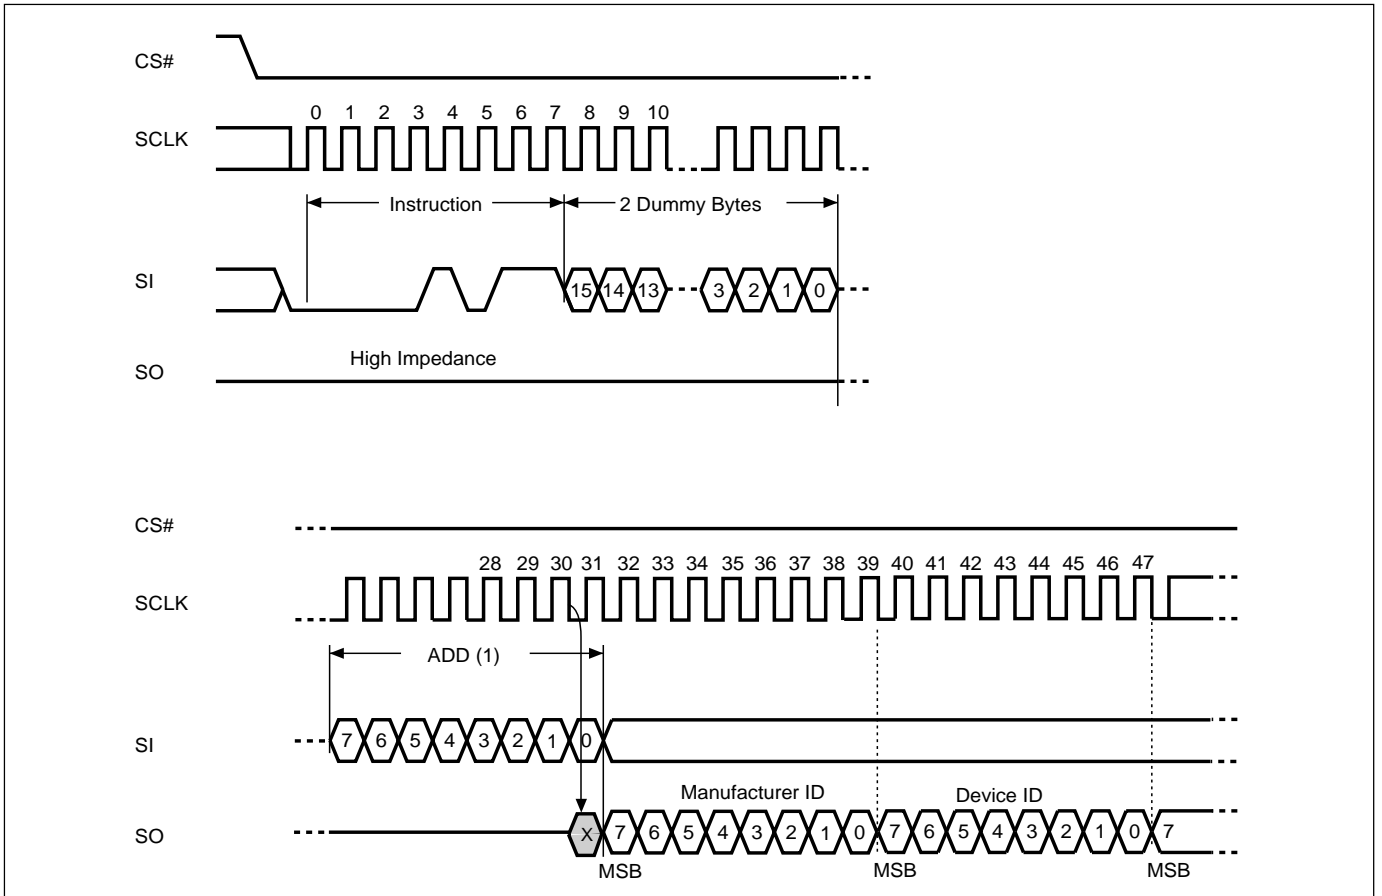 CS#
0 1 2 3 4 5 6 7 8 9 10
SCLK
Instruction 2 Dummy Bytes
SI
15 14 13 3 2 1 0
High Impedance
SO
CS#
28 29 30 31 32 33 34 35 36 37 38 39 40 41 42 43 44 45 46 47
SCLK
ADD (1)
SI
7 6 5 4 3 2 1 0
Manufacturer ID Device ID
SO
X 7 6 5 4 3 2 1 0 7 6 5 4 3 2 1 0 7
MSB MSB MSB